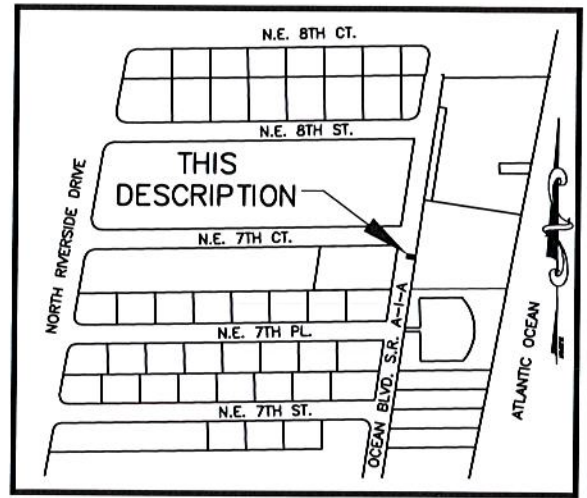 N.E. 8TH CT.
N.E. 8TH ST.
THIS
DESCRIPTION
NORTH RIVERSIDE DRIVE
N.E. 7TH CT.
N.E. 7TH PL.
OCEAN BLVD. S.R. A-1-A
ATLANTIC OCEAN
N.E. 7TH ST.